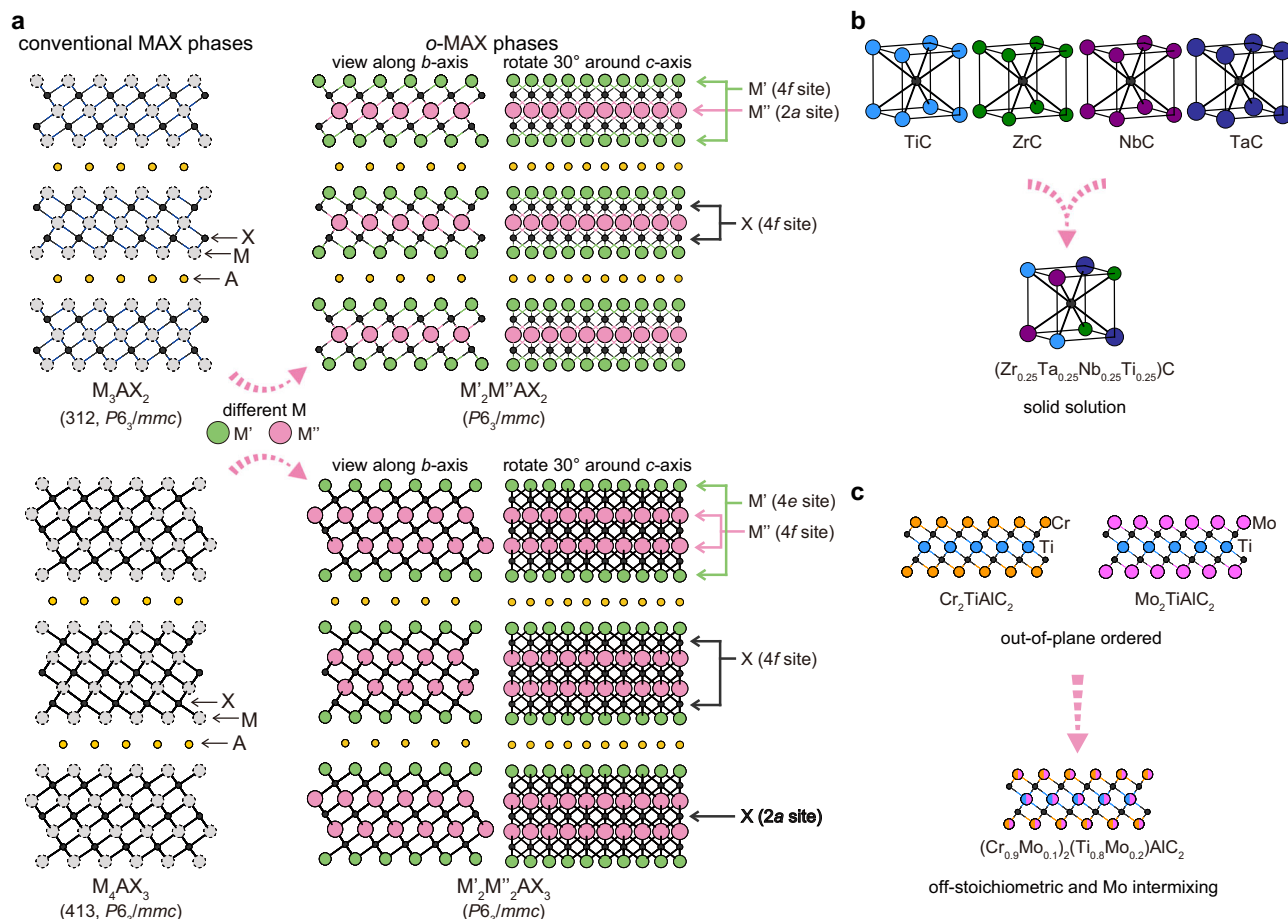 a
conventional MAX phases
o-MAX phases
view along b-axis
rotate 30° around c-axis
M' (4f site)
M'' (2a site)
X (4f site)
X
M
A
M₃AX₂
(312, P6₃/mmc)
M'₂M''AX₂
(P6₃/mmc)
different M
M'
M''
view along b-axis
rotate 30° around c-axis
M' (4e site)
M'' (4f site)
X (4f site)
X
M
A
X (2a site)
M₄AX₃
(413, P6₃/mmc)
M'₂M''₂AX₃
(P6₃/mmc)
b
TiC
ZrC
NbC
TaC
(Zr₀.₂₅Ta₀.₂₅Nb₀.₂₅Ti₀.₂₅)C
solid solution
c
Cr
Ti
Mo
Ti
Cr₂TiAlC₂
Mo₂TiAlC₂
out-of-plane ordered
(Cr₀.₉Mo₀.₁)₂(Ti₀.₈Mo₀.₂)AlC₂
off-stoichiometric and Mo intermixing